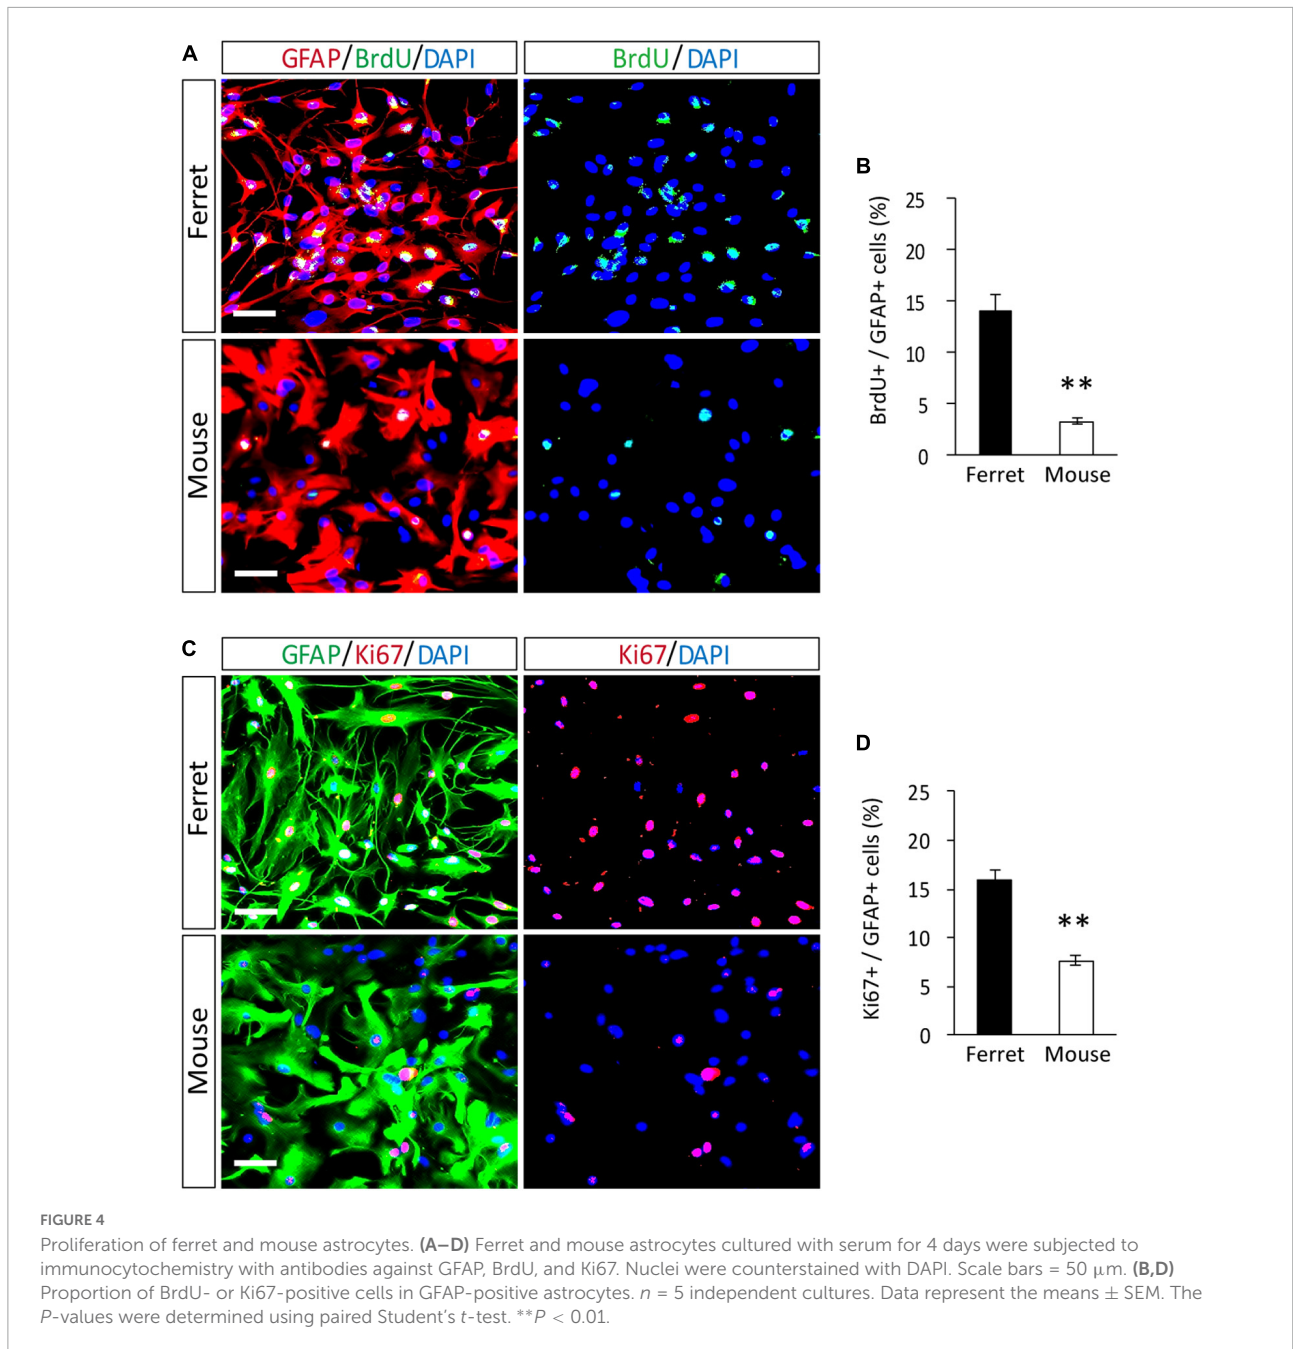 A
GFAP/BrdU/DAPI
BrdU/DAPI
Ferret
Mouse
B
BrdU+ / GFAP+ cells (%)
25
20
15
10
5
0
**
Ferret Mouse
C
GFAP/Ki67/DAPI
Ki67/DAPI
Ferret
Mouse
D
Ki67+ / GFAP+ cells (%)
25
20
15
10
5
0
**
Ferret Mouse
FIGURE 4
Proliferation of ferret and mouse astrocytes. (A–D) Ferret and mouse astrocytes cultured with serum for 4 days were subjected to
immunocytochemistry with antibodies against GFAP, BrdU, and Ki67. Nuclei were counterstained with DAPI. Scale bars = 50 μm. (B,D)
Proportion of BrdU- or Ki67-positive cells in GFAP-positive astrocytes. n = 5 independent cultures. Data represent the means ± SEM. The
P-values were determined using paired Student's t-test. **P < 0.01.